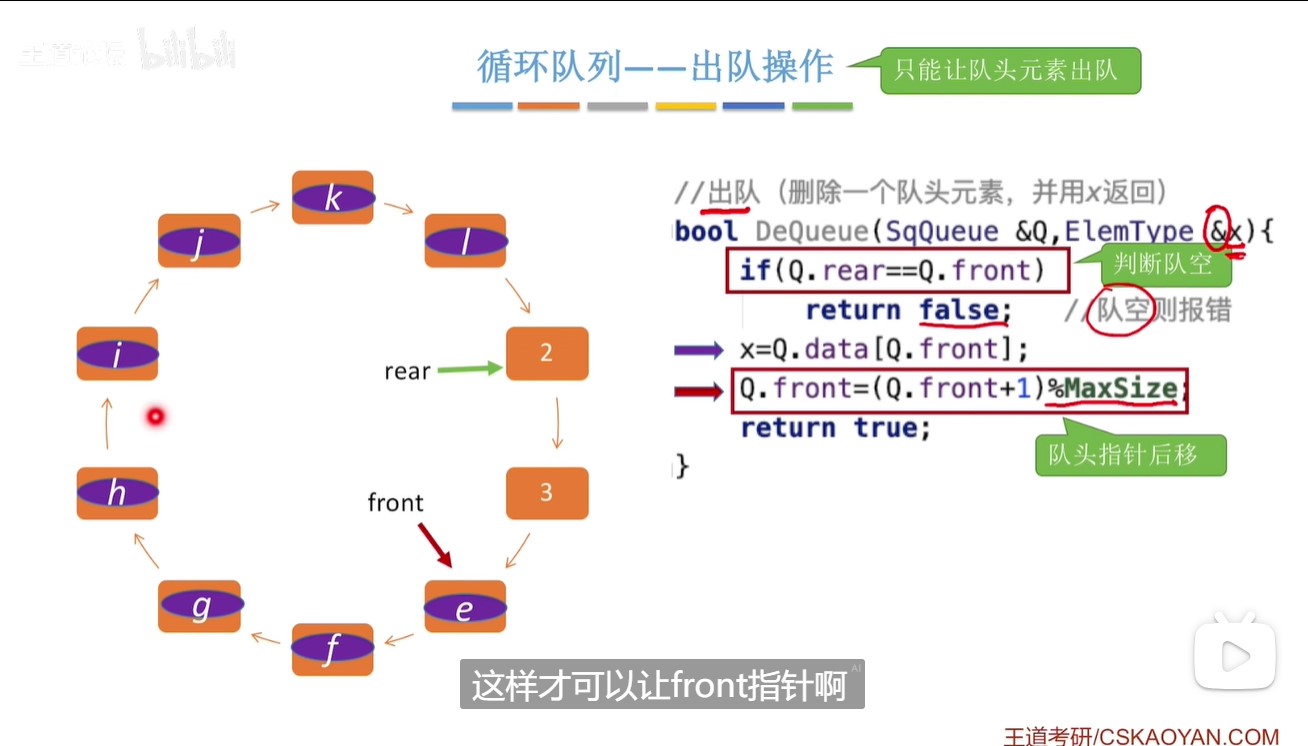 王道论坛 bilibili
循环队列——出队操作
只能让队头元素出队
k
j
l
i
2
rear
h
3
front
g
e
f
//出队（删除一个队头元素，并用x返回）
bool DeQueue(SqQueue &Q,ElemType &x){
if(Q.rear==Q.front)
判断队空
return false; //队空则报错
x=Q.data[Q.front];
Q.front=(Q.front+1)%MaxSize;
return true;
队头指针后移
}
这样才可以让front指针啊
AI
王道考研/CSKAOYAN.COM